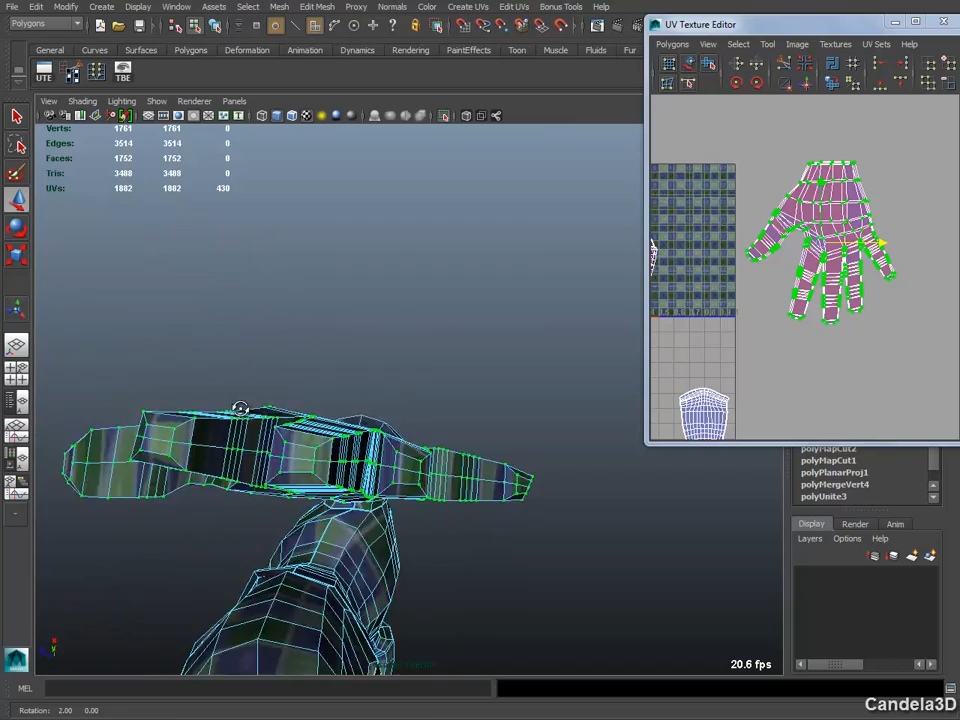 File Edit Modify Create Display Window Assets Select Mesh Edit Mesh Proxy Normals Color Create UVs Edit UVs Bonus Tools Help
Polygons
General Curves Surfaces Polygons Deformation Animation Dynamics Rendering PaintEffects Toon Muscle Fluids Fur
UTE TBE
View Shading Lighting Show Renderer Panels
Verts: 1761 1761 0
Edges: 3514 3514 0
Faces: 1752 1752 0
Tris: 3488 3488 0
UVs: 1882 1882 430
UV Texture Editor
Polygons View Select Tool Image Textures UV Sets Help
polyMapCut2
polyMapCut1
polyPlanarProj1
polyMergeVert4
polyUnite3
Display Render Anim
Layers Options Help
20.6 fps
MEL
Rotation: 2.00 0.00
Candela3D